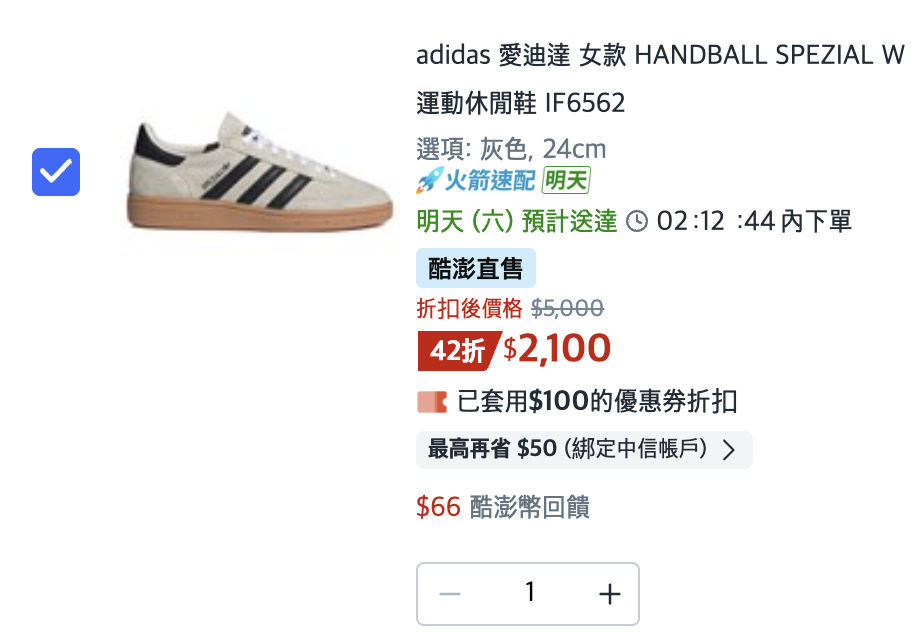 adidas 愛迪達 女款 HANDBALL SPEZIAL W
運動休閒鞋 IF6562
選項: 灰色, 24cm
火箭速配 明天
明天 (六) 預計送達 02:12 :44 內下單
酷澎直售
折扣後價格 $5,000
42折 $2,100
已套用$100的優惠券折扣
最高再省 $50 (綁定中信帳戶)
$66 酷澎幣回饋
1